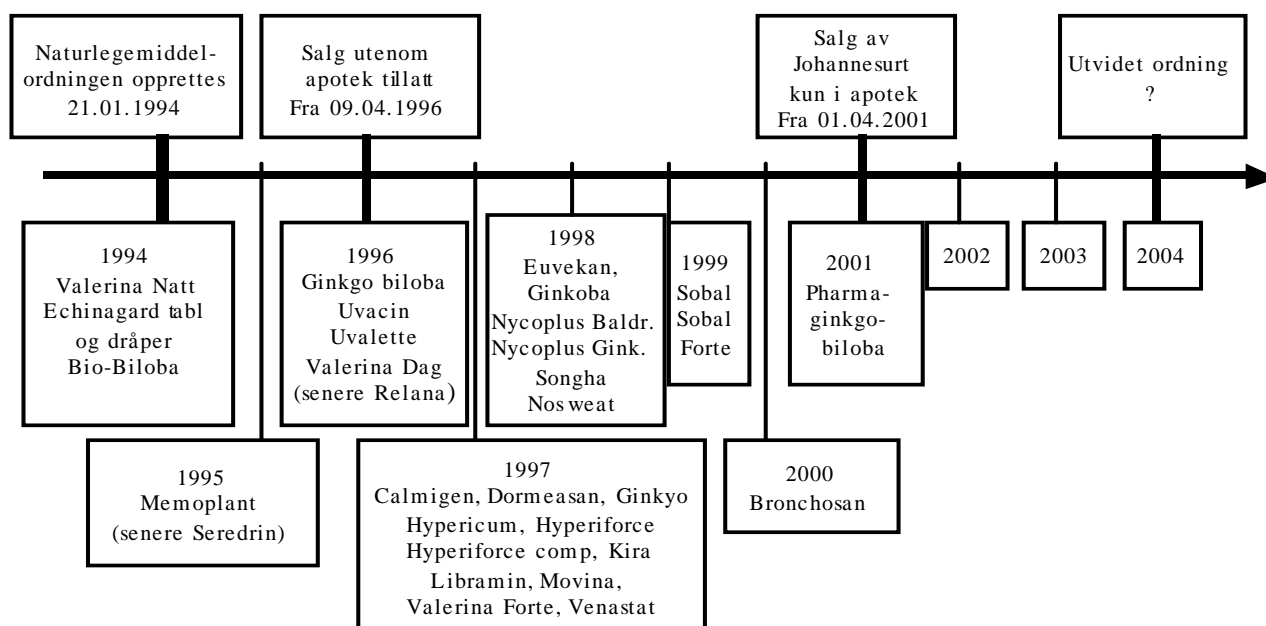 Naturlegemiddel-
ordningen opprettes
21.01.1994
Salg utenom
apotek tillatt
Fra 09.04.1996
Salg av
Johannesurt
kun i apotek
Fra 01.04.2001
Utvidet ordning
?
1994
Valerina Natt
Echinagard tabl
og dråper
Bio-Biloba
1996
Ginkgo biloba
Uvacin
Uvalette
Valerina Dag
(senere Relana)
1998
Euvekan,
Ginkoba
Nycoplus Baldr.
Nycoplus Gink.
Songha
Nosweat
1999
Sobal
Sobal
Forte
2001
Pharma-
ginkgo-
biloba
2002
2003
2004
1995
Memoplant
(senere Seredrin)
1997
Calmigen, Dormeasan, Ginkyo
Hypericum, Hyperiforce
Hyperiforce comp, Kira
Libramin, Movina,
Valerina Forte, Venastat
2000
Bronchosan